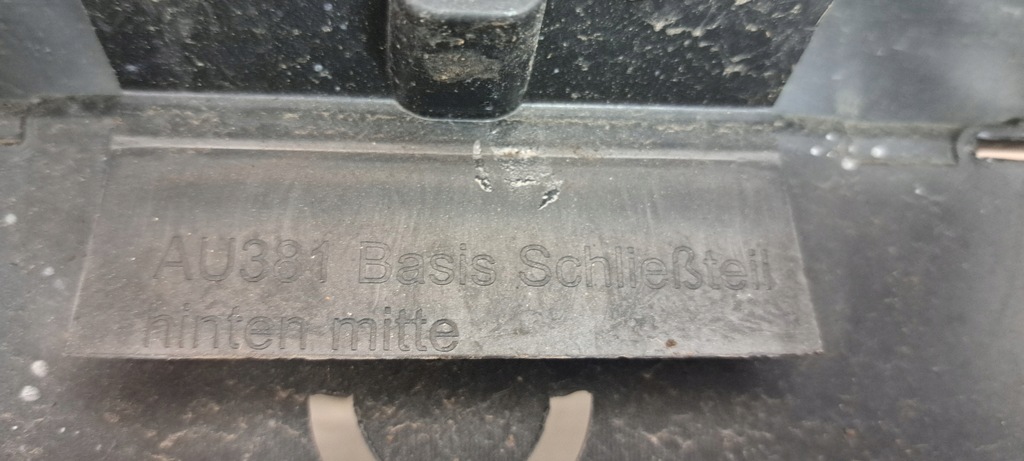 AU381 Basis Schließteil
hinten mitte